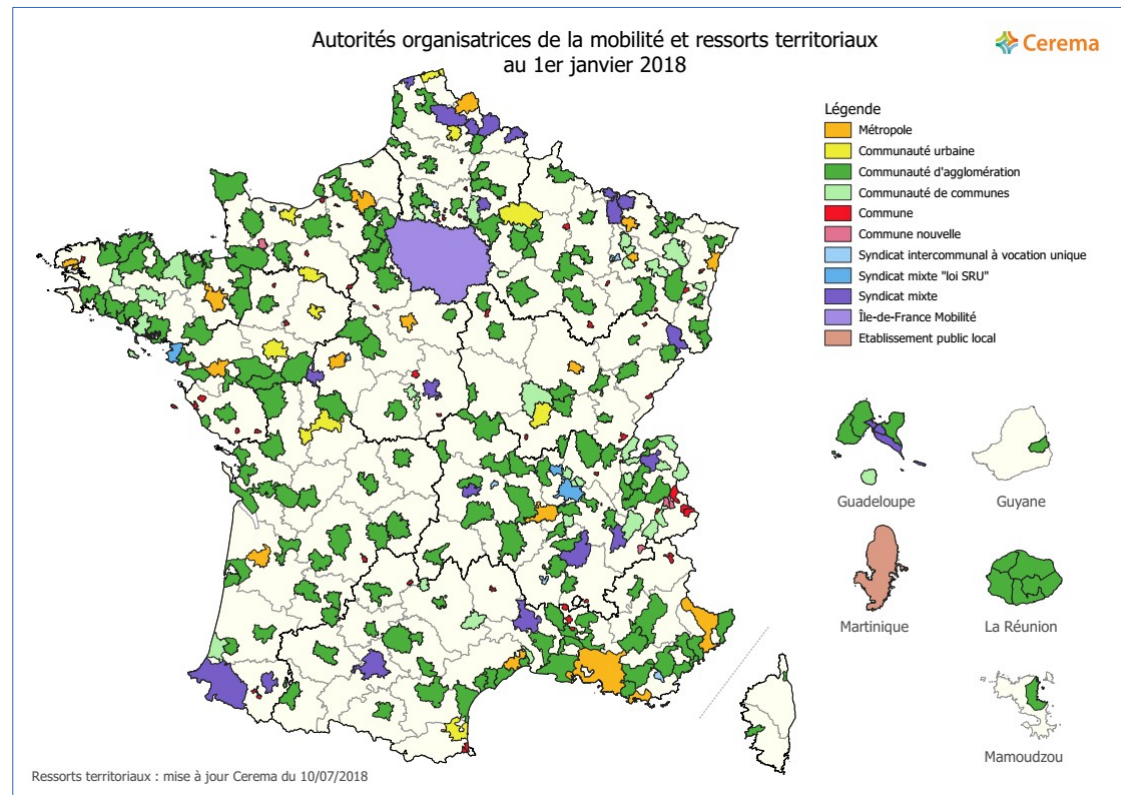 Autorités organisatrices de la mobilité et ressorts territoriaux
au 1er janvier 2018
Cerema
Légende
Métropole
Communauté urbaine
Communauté d'agglomération
Communauté de communes
Commune
Commune nouvelle
Syndicat intercommunal à vocation unique
Syndicat mixte "loi SRU"
Syndicat mixte
Île-de-France Mobilité
Etablissement public local
Guadeloupe
Guyane
Martinique
La Réunion
Mamoudzou
Ressorts territoriaux : mise à jour Cerema du 10/07/2018